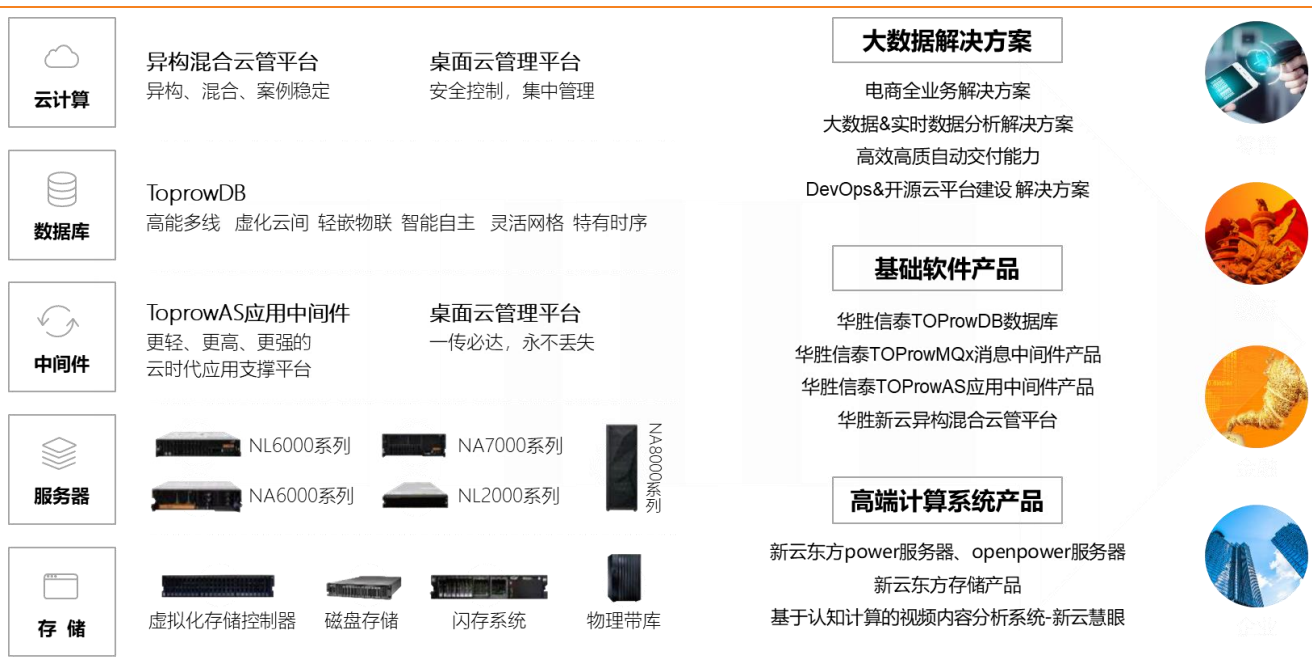 云计算
异构混合云管平台
异构、混合、案例稳定
桌面云管理平台
安全控制，集中管理
数据库
ToprowDB
高能多线 虚化云间 轻嵌物联 智能自主 灵活网格 特有时序
中间件
ToprowAS应用中间件
更轻、更高、更强的
云时代应用支撑平台
桌面云管理平台
一传必达，永不丢失
服务器
NL6000系列
NA7000系列
NA6000系列
NL2000系列
NA8000系列
存 储
虚拟化存储控制器
磁盘存储
闪存系统
物理带库
大数据解决方案
电商全业务解决方案
大数据&实时数据分析解决方案
高效高质自动交付能力
DevOps&开源云平台建设 解决方案
基础软件产品
华胜信泰TOProwDB数据库
华胜信泰TOProwMQx消息中间件产品
华胜信泰TOProwAS应用中间件产品
华胜新云异构混合云管平台
高端计算系统产品
新云东方power服务器、openpower服务器
新云东方存储产品
基于认知计算的视频内容分析系统-新云慧眼
零售
企业